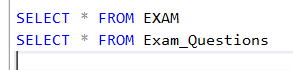 SELECT * FROM EXAM
SELECT * FROM Exam_Questions